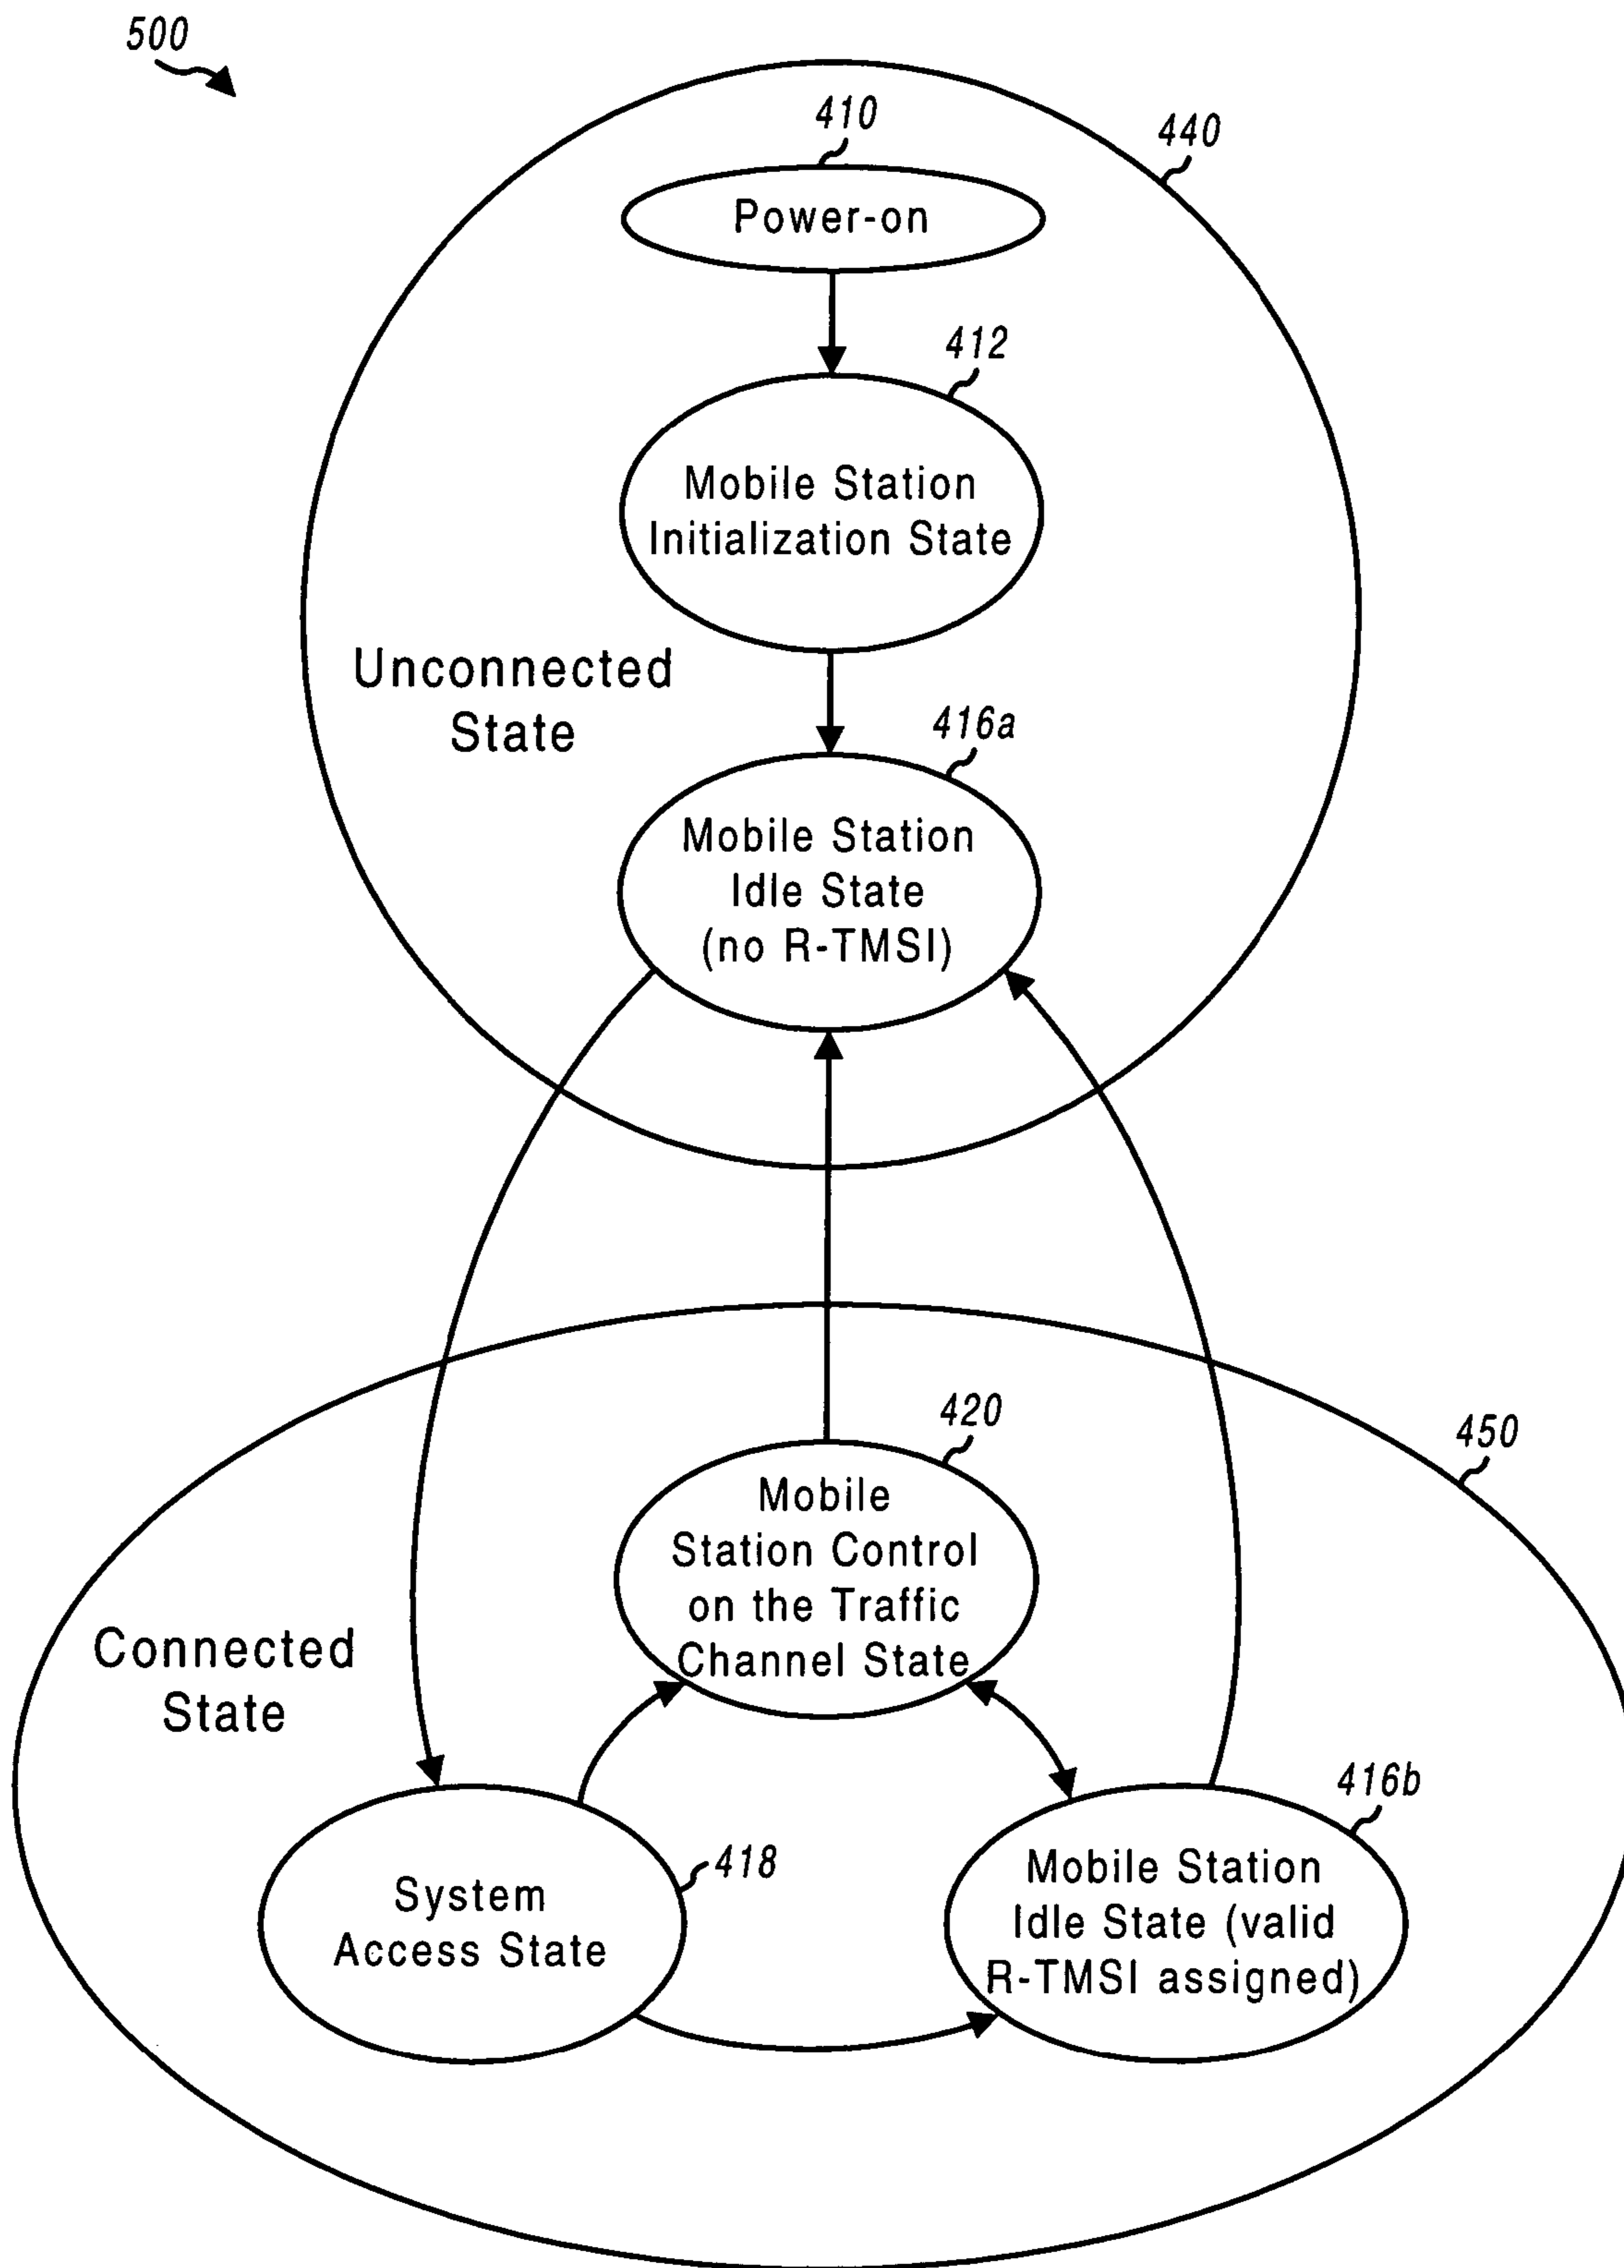 500
410
440
Power-on
412
Mobile Station
Initialization State
Unconnected
State
416a
Mobile Station
Idle State
(no R-TMSI)
420
450
Mobile
Station Control
on the Traffic
Channel State
Connected
State
416b
418
System
Access State
Mobile Station
Idle State (valid
R-TMSI assigned)